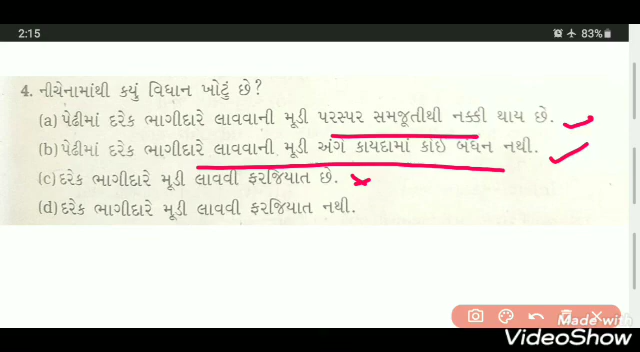 2:15
83%
4. નીચેનામાંથી કયું વિધાન ખોટું છે?
(a) પેઢીમાં દરેક ભાગીદારે લાવવાની મૂડી પરસ્પર સમજૂતીથી નક્કી થાય છે.
(b) પેઢીમાં દરેક ભાગીદારે લાવવાની મૂડી અંગે કાયદામાં કાંઈ બંધન નથી.
(c) દરેક ભાગીદારે મૂડી લાવવી ફરજિયાત છે.
(d) દરેક ભાગીદારે મૂડી લાવવી ફરજિયાત નથી.
Made with
VideoShow